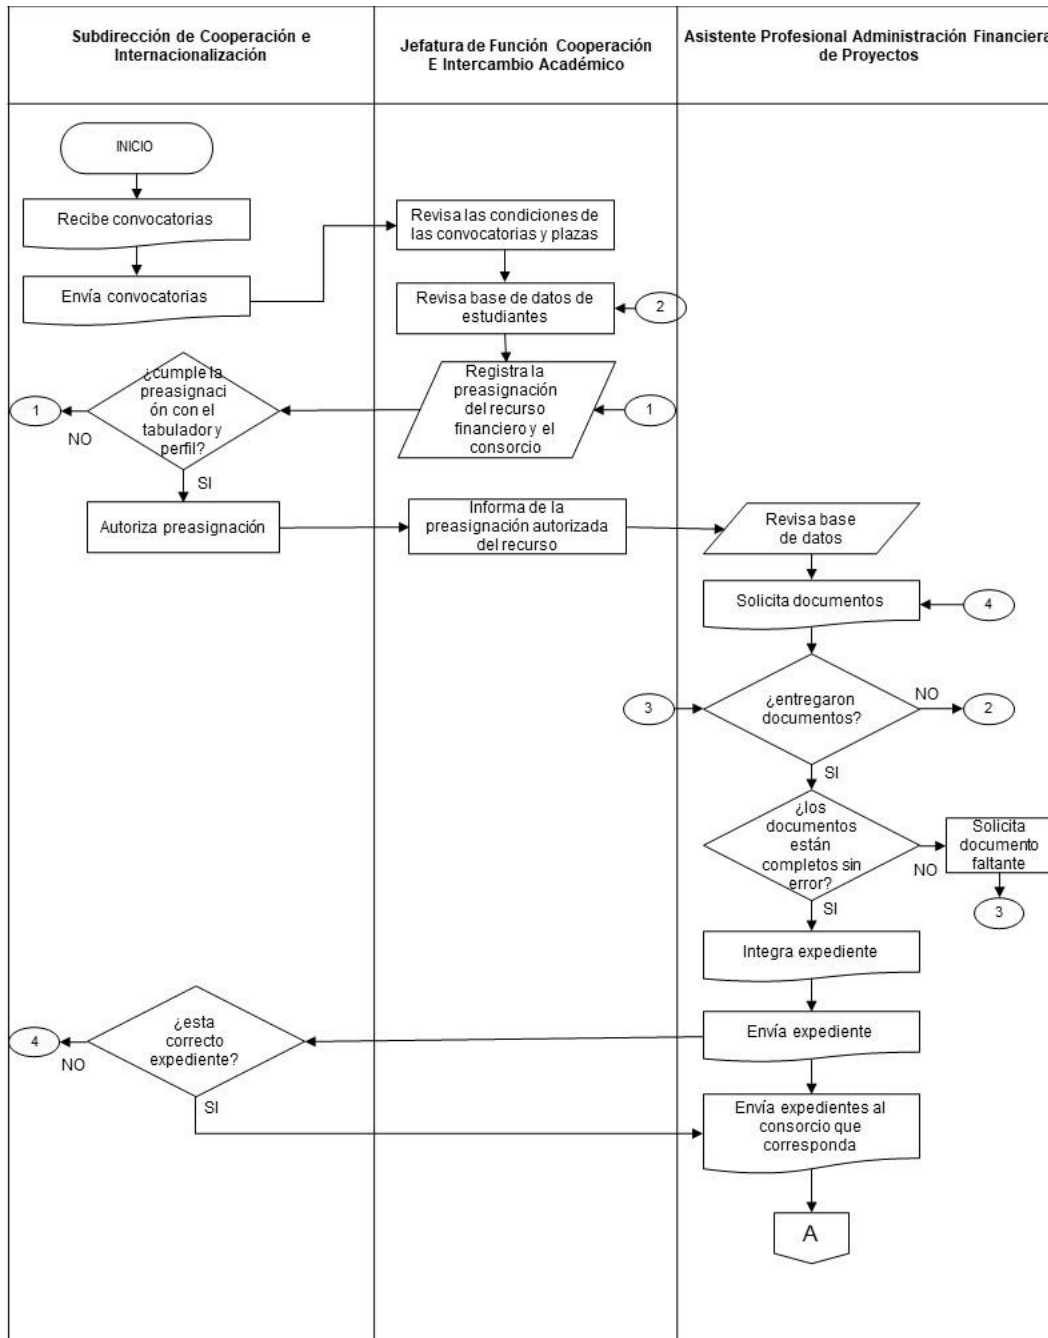 Subdirección de Cooperación e
Internacionalización
Jefatura de Función Cooperación
E Intercambio Académico
Asistente Profesional Administración Financiera
de Proyectos
INICIO
Recibe convocatorias
Envía convocatorias
Revisa las condiciones de
las convocatorias y plazas
Revisa base de datos de
estudiantes
2
Registra la
preasignación
del recurso
financiero y el
consorcio
1
¿cumple la
preasignaci
ón con el
tabulador y
perfil?
1
NO
SI
Autoriza preasignación
Informa de la
preasignación autorizada
del recurso
Revisa base
de datos
Solicita documentos
4
3
¿entregaron
documentos?
NO
2
SI
¿los
documentos
están
completos sin
error?
NO
Solicita
documento
faltante
3
SI
Integra expediente
Envía expediente
¿esta
correcto
expediente?
4
NO
SI
Envía expedientes al
consorcio que
corresponda
A